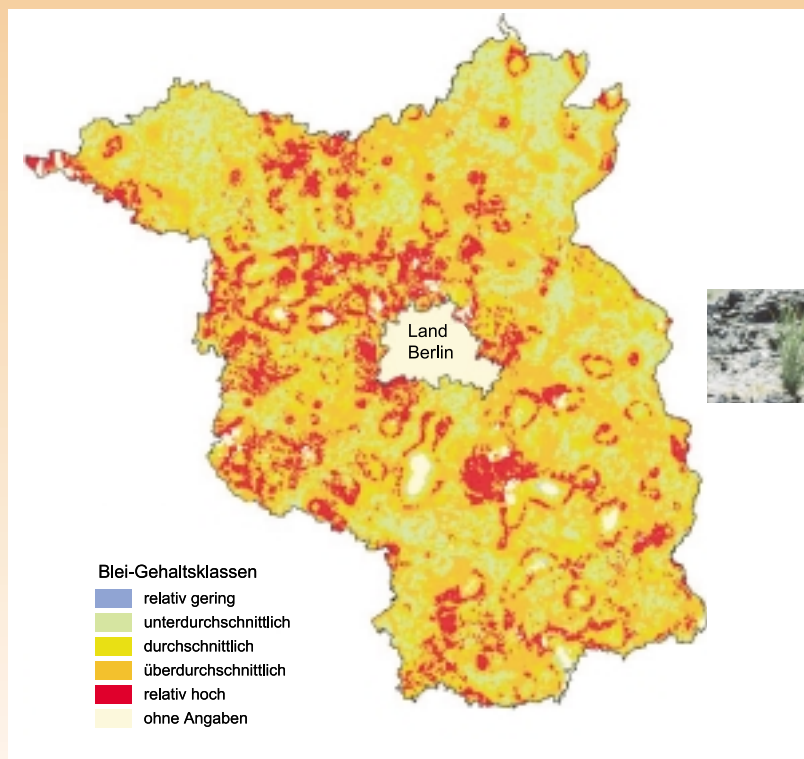 Land
Berlin
Blei-Gehaltsklassen
relativ gering
unterdurchschnittlich
durchschnittlich
überdurchschnittlich
relativ hoch
ohne Angaben